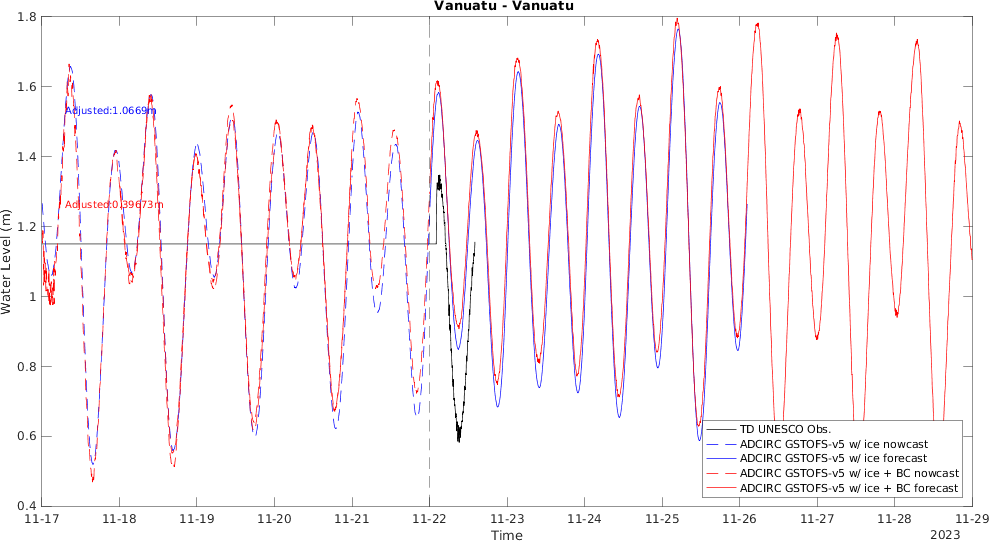 Vanuatu - Vanuatu
1.8
1.6
1.4
1.2
1
0.8
0.6
0.4
Water Level (m)
Adjusted:1.0669m
Adjusted:0.39673m
TD UNESCO Obs.
ADCIRC GSTOFS-v5 w/ ice nowcast
ADCIRC GSTOFS-v5 w/ ice forecast
ADCIRC GSTOFS-v5 w/ ice + BC nowcast
ADCIRC GSTOFS-v5 w/ ice + BC forecast
11-17 11-18 11-19 11-20 11-21 11-22 11-23 11-24 11-25 11-26 11-27 11-28 11-29
Time
2023